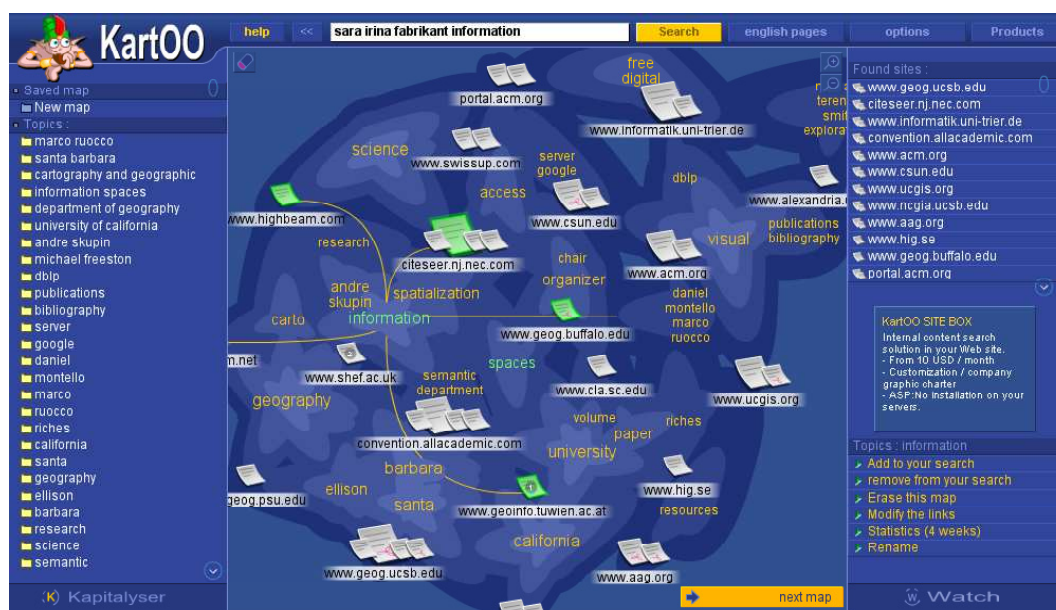 KartOO
help
<<
sara irina fabrikant information
Search
english pages
options
Products
Saved map
New map
Topics :
marco ruocco
santa barbara
cartography and geographic
information spaces
department of geography
university of california
andre skupin
michael freeston
dblp
publications
bibliography
server
google
daniel
montello
marco
ruocco
riches
california
santa
geography
ellison
barbara
research
science
semantic
Kapitalyser
free
digital
portal.acm.org
www.informatik.uni-trier.de
teren
smit
explorat
science
www.swissup.com
server
google
access
dblp
www.highbeam.com
www.csun.edu
www.alexandria.
research
citeseer.nj.nec.com
chair
organizer
visual
publications
bibliography
www.acm.org
andre
skupin
spatialization
daniel
montello
marco
ruocco
carto
information
www.geog.buffalo.edu
m.net
www.shef.ac.uk
spaces
semantic
department
www.cla.sc.edu
www.ucgis.org
geography
convention.allacademic.com
volume
paper
riches
university
barbara
geog.psu.edu
ellison
santa
www.geoinfo.tuwien.ac.at
www.hig.se
resources
california
www.geog.ucsb.edu
www.aag.org
next map
Found sites :
www.geog.ucsb.edu
citeseer.nj.nec.com
www.informatik.uni-trier.de
convention.allacademic.com
www.acm.org
www.csun.edu
www.ucgis.org
www.ncgia.ucsb.edu
www.aag.org
www.hig.se
www.geog.buffalo.edu
portal.acm.org
KartOO SITE BOX
Internal content search
solution in your Web site.
- From 10 USD / month
- Customization / company
graphic charter
- ASP:No installation on your
servers.
Topics : information
Add to your search
remove from your search
Erase this map
Modify the links
Statistics (4 weeks)
Rename
Watch